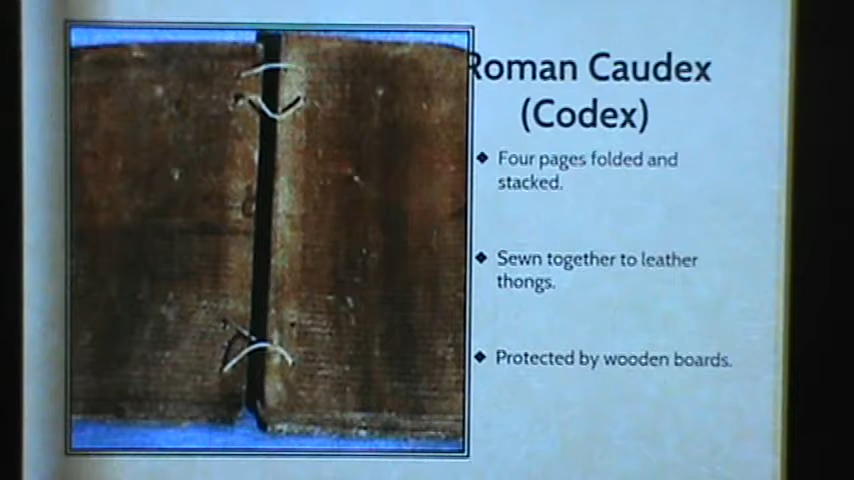 Roman Caudex
(Codex)
❖ Four pages folded and
stacked.
❖ Sewn together to leather
thongs.
❖ Protected by wooden boards.